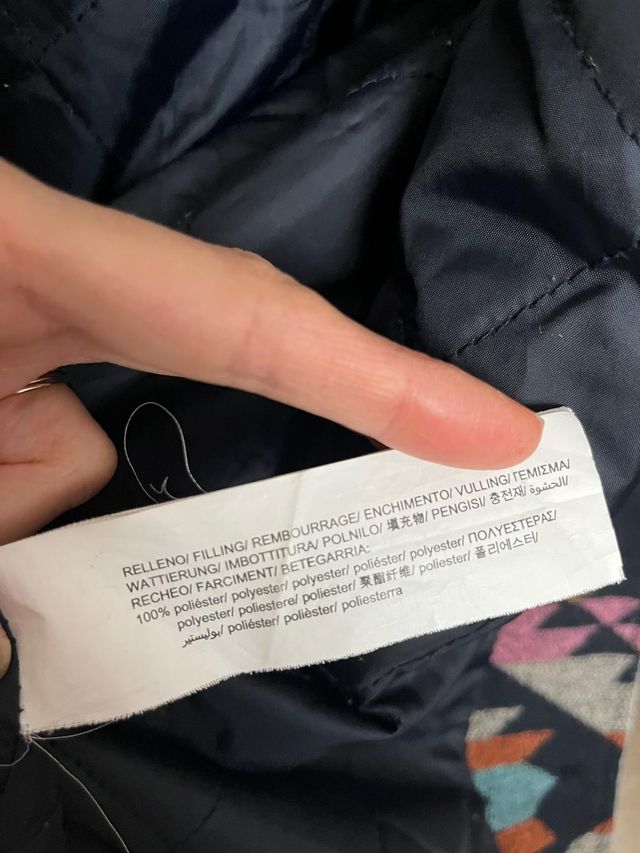 RELLENO/ FILLING/ REMBOURRAGE/ ENCHIMENTO/ VULLING/ ΓΕΜΙΣΜΑ/
WATTIERUNG/ IMBOTTITURA/ POLNILO/ 填充物/ PENGISI/ 충전재/ الحشوة/
RECHEO/ FARCIMENT/ BETEGARRIA:
100% poliéster/ polyester/ polyester/ poliéster/ polyester/ ΠΟΛΥΕΣΤΕΡΑΣ/
polyester/ poliestere/ poliester/ 聚酯纤维/ poliester/ 폴리에스터/
بوليستير/ poliéster/ polièster/ poliesterra